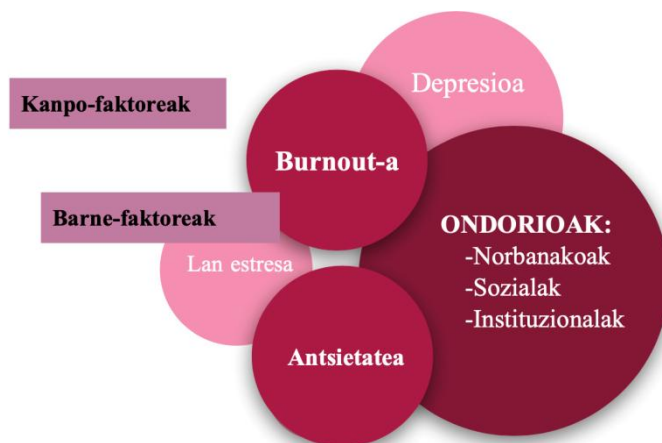 Depresioa
Kanpo-faktoreak
Burnout-a
Barne-faktoreak
Lan estresa
ONDORIOAK:
-Norbanakoak
-Sozialak
-Instituzionalak
Antsietatea